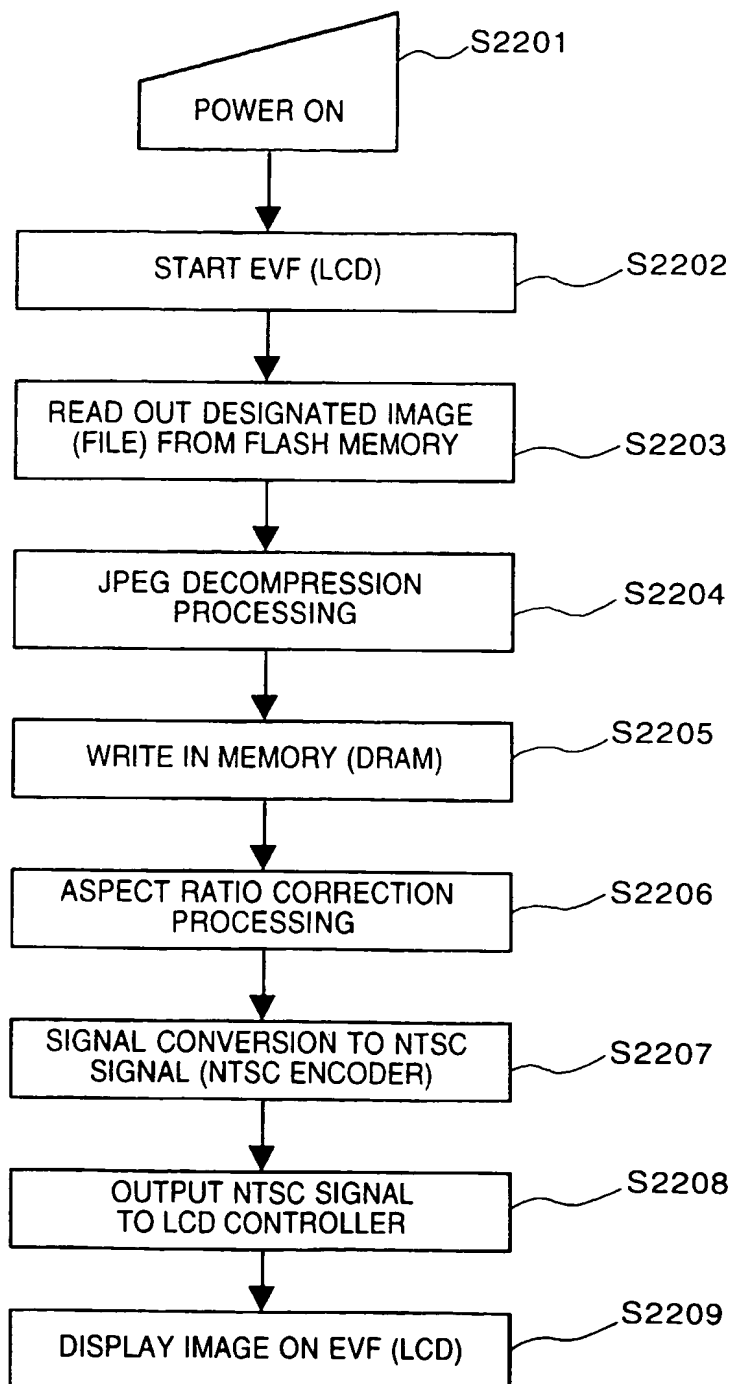 S2201
POWER ON
START EVF (LCD)
S2202
READ OUT DESIGNATED IMAGE
(FILE) FROM FLASH MEMORY
S2203
JPEG DECOMPRESSION
PROCESSING
S2204
WRITE IN MEMORY (DRAM)
S2205
ASPECT RATIO CORRECTION
PROCESSING
S2206
SIGNAL CONVERSION TO NTSC
SIGNAL (NTSC ENCODER)
S2207
OUTPUT NTSC SIGNAL
TO LCD CONTROLLER
S2208
DISPLAY IMAGE ON EVF (LCD)
S2209